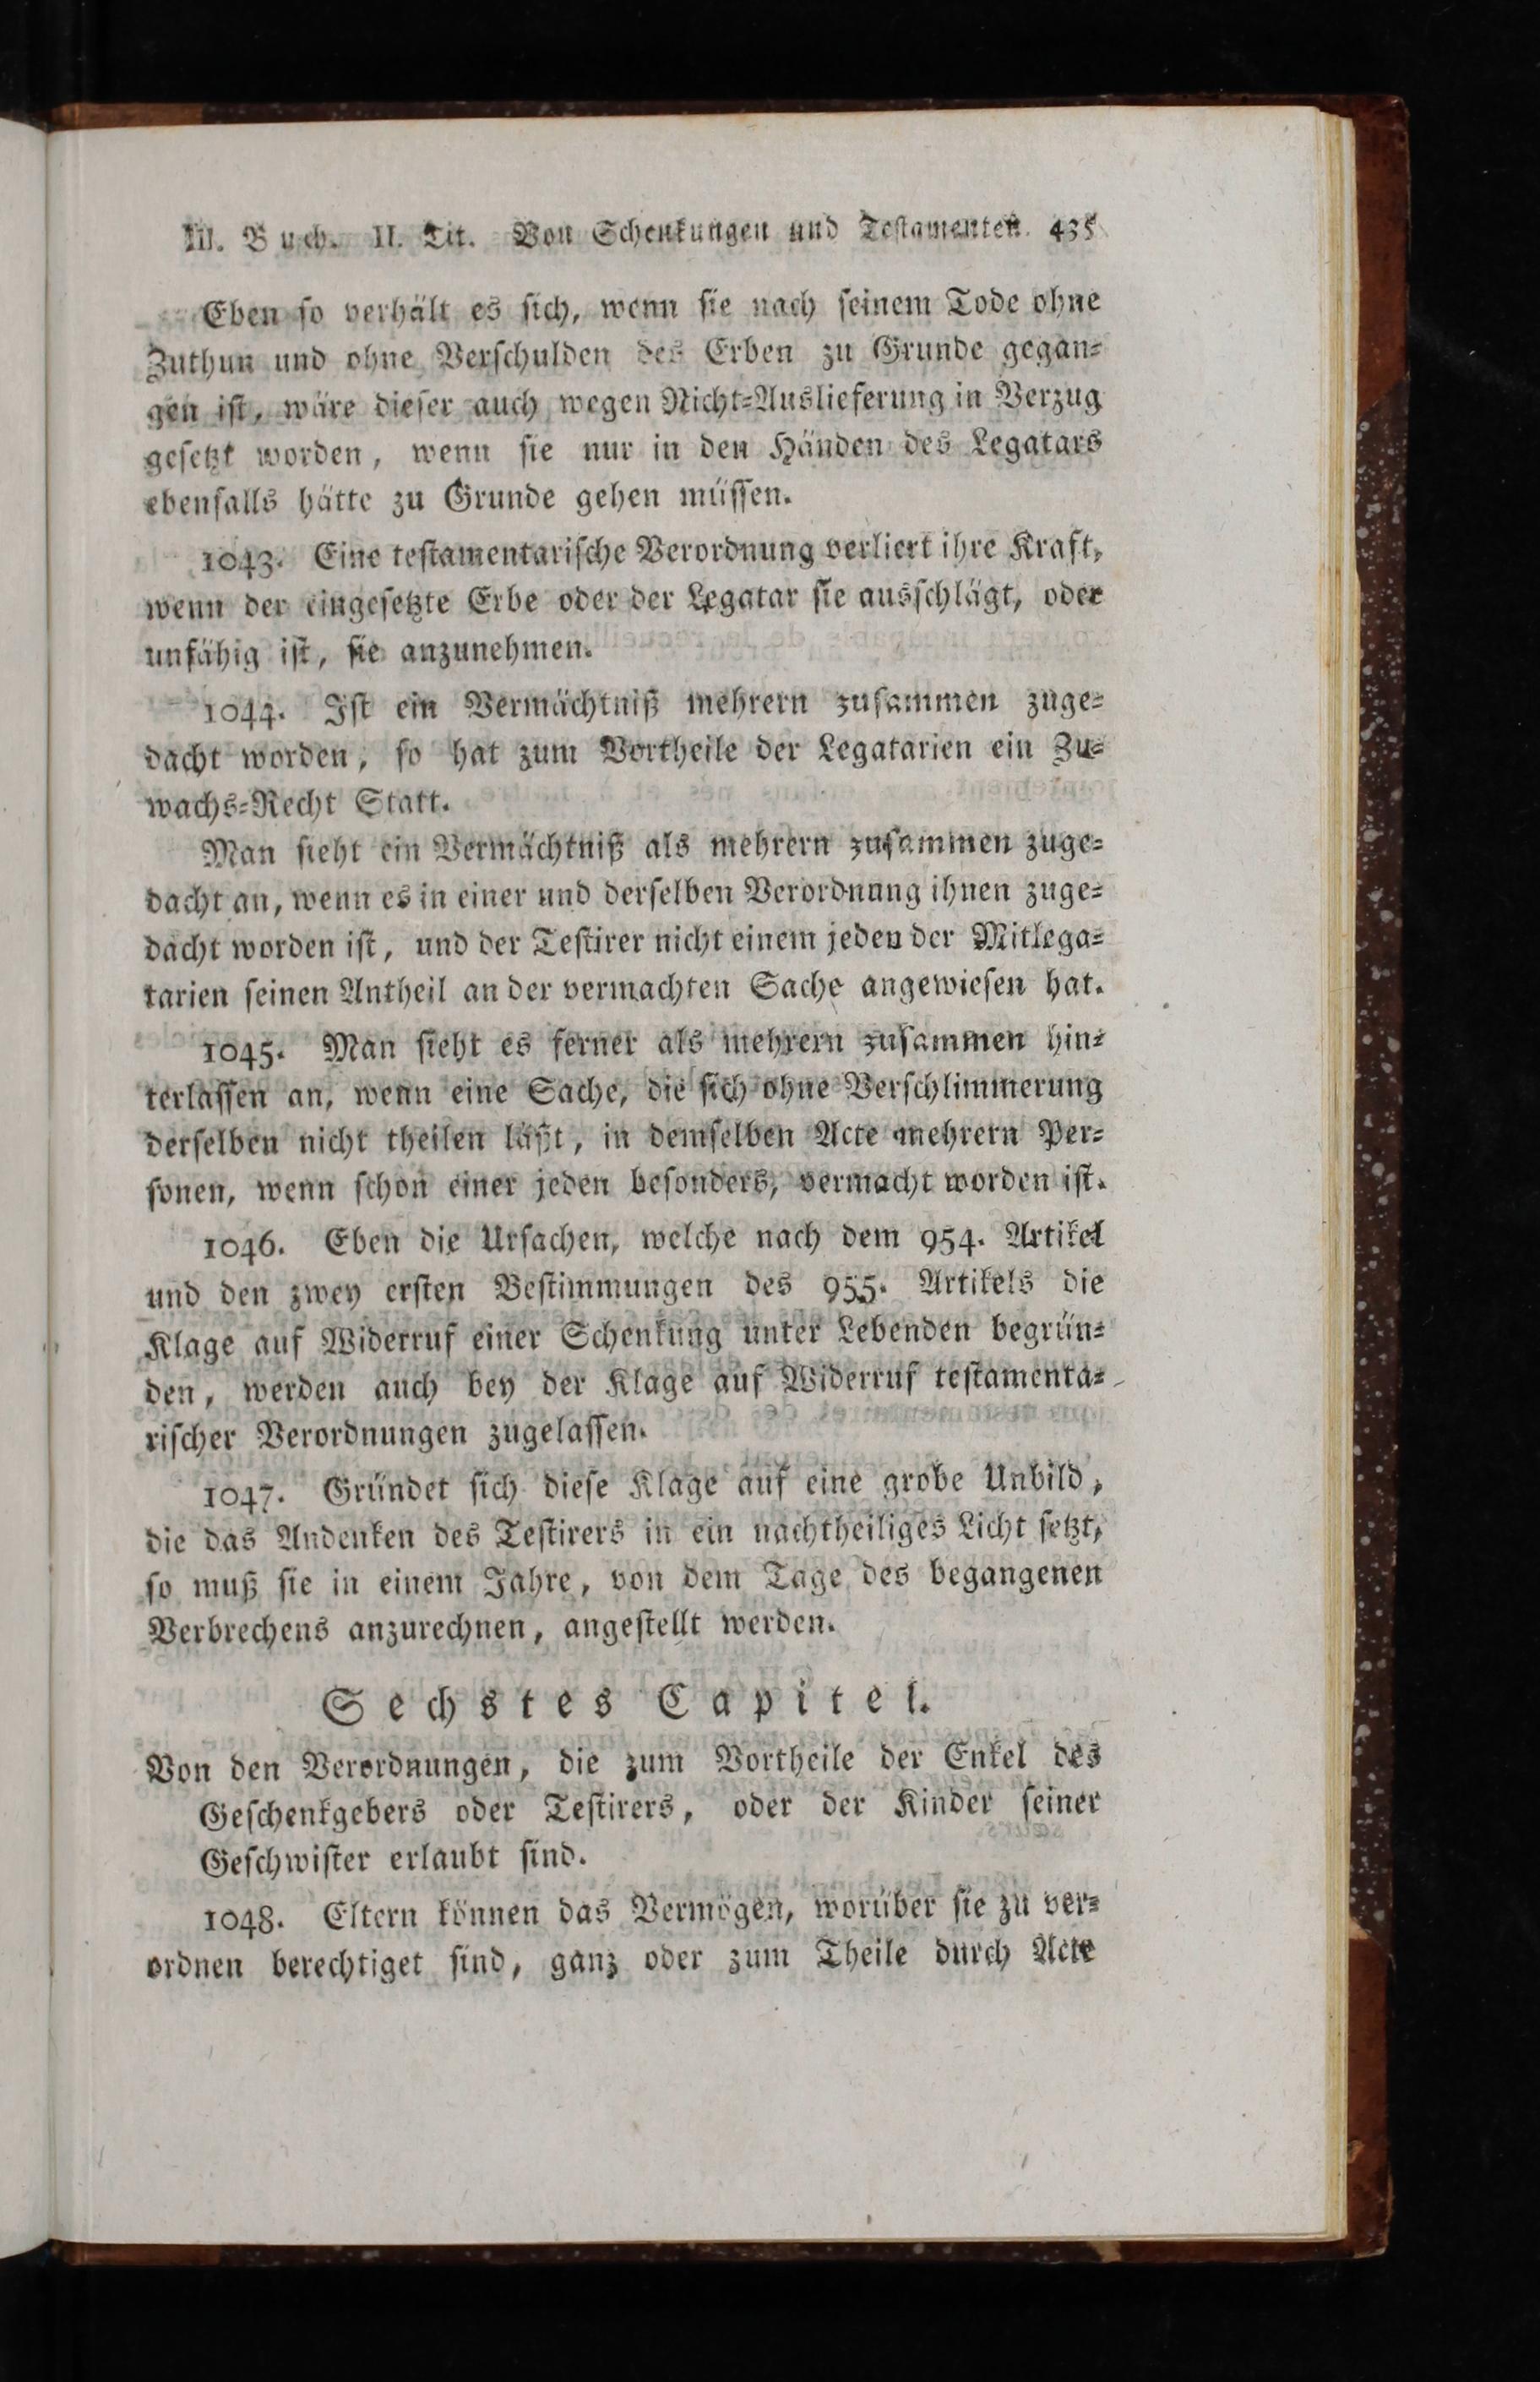 III. Buch. II. Tit. Von Schenkungen und Testamenten. 435
Eben so verhält es sich, wenn sie nach seinem Tode ohne
Zuthun und ohne Verschulden des Erben zu Grunde gegan=
gen ist, wäre dieser auch wegen Nicht=Auslieferung in Verzug
gesetzt worden, wenn sie nur in den Händen des Legatars
ebenfalls hätte zu Grunde gehen müssen.
1043. Eine testamentarische Verordnung verliert ihre Kraft,
wenn der eingesetzte Erbe oder der Legatar sie ausschlägt, oder
unfähig ist, sie anzunehmen.
1044. Ist ein Vermächtniß mehrern zusammen zuge=
dacht worden, so hat zum Vortheile der Legatarien ein Zu=
wachs=Recht Statt.
Man sieht ein Vermächtniß als mehrern zusammen zuge=
dacht an, wenn es in einer und derselben Verordnung ihnen zuge=
dacht worden ist, und der Testirer nicht einem jeden der Mitlega=
tarien seinen Antheil an der vermachten Sache angewiesen hat.
1045. Man sieht es ferner als mehrern zusammen hin=
terlassen an, wenn eine Sache, die sich ohne Verschlimmerung
derselben nicht theilen läßt, in demselben Acte mehrern Per=
sonen, wenn schon einer jeden besonders, vermacht worden ist.
1046. Eben die Ursachen, welche nach dem 954. Artikel
und den zwey ersten Bestimmungen des 955. Artikels die
Klage auf Widerruf einer Schenkung unter Lebenden begrün=
den, werden auch bey der Klage auf Widerruf testamenta=
rischer Verordnungen zugelassen.
1047. Gründet sich diese Klage auf eine grobe Unbild,
die das Andenken des Testirers in ein nachtheiliges Licht setzt,
so muß sie in einem Jahre, von dem Tage des begangenen
Verbrechens anzurechnen, angestellt werden.
Sechstes Capitel.
Von den Verordnungen, die zum Vortheile der Enkel des
Geschenkgebers oder Testirers, oder der Kinder seiner
Geschwister erlaubt sind.
1048. Eltern können das Vermögen, worüber sie zu ver=
ordnen berechtiget sind, ganz oder zum Theile durch Acte